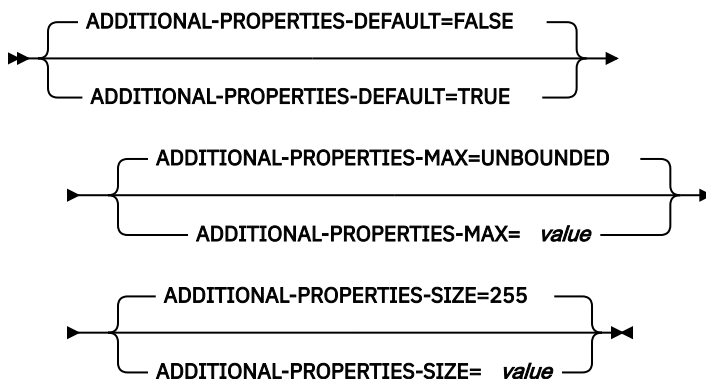 ADDITIONAL-PROPERTIES-DEFAULT=FALSE
ADDITIONAL-PROPERTIES-DEFAULT=TRUE
ADDITIONAL-PROPERTIES-MAX=UNBOUNDED
ADDITIONAL-PROPERTIES-MAX= value
ADDITIONAL-PROPERTIES-SIZE=255
ADDITIONAL-PROPERTIES-SIZE= value